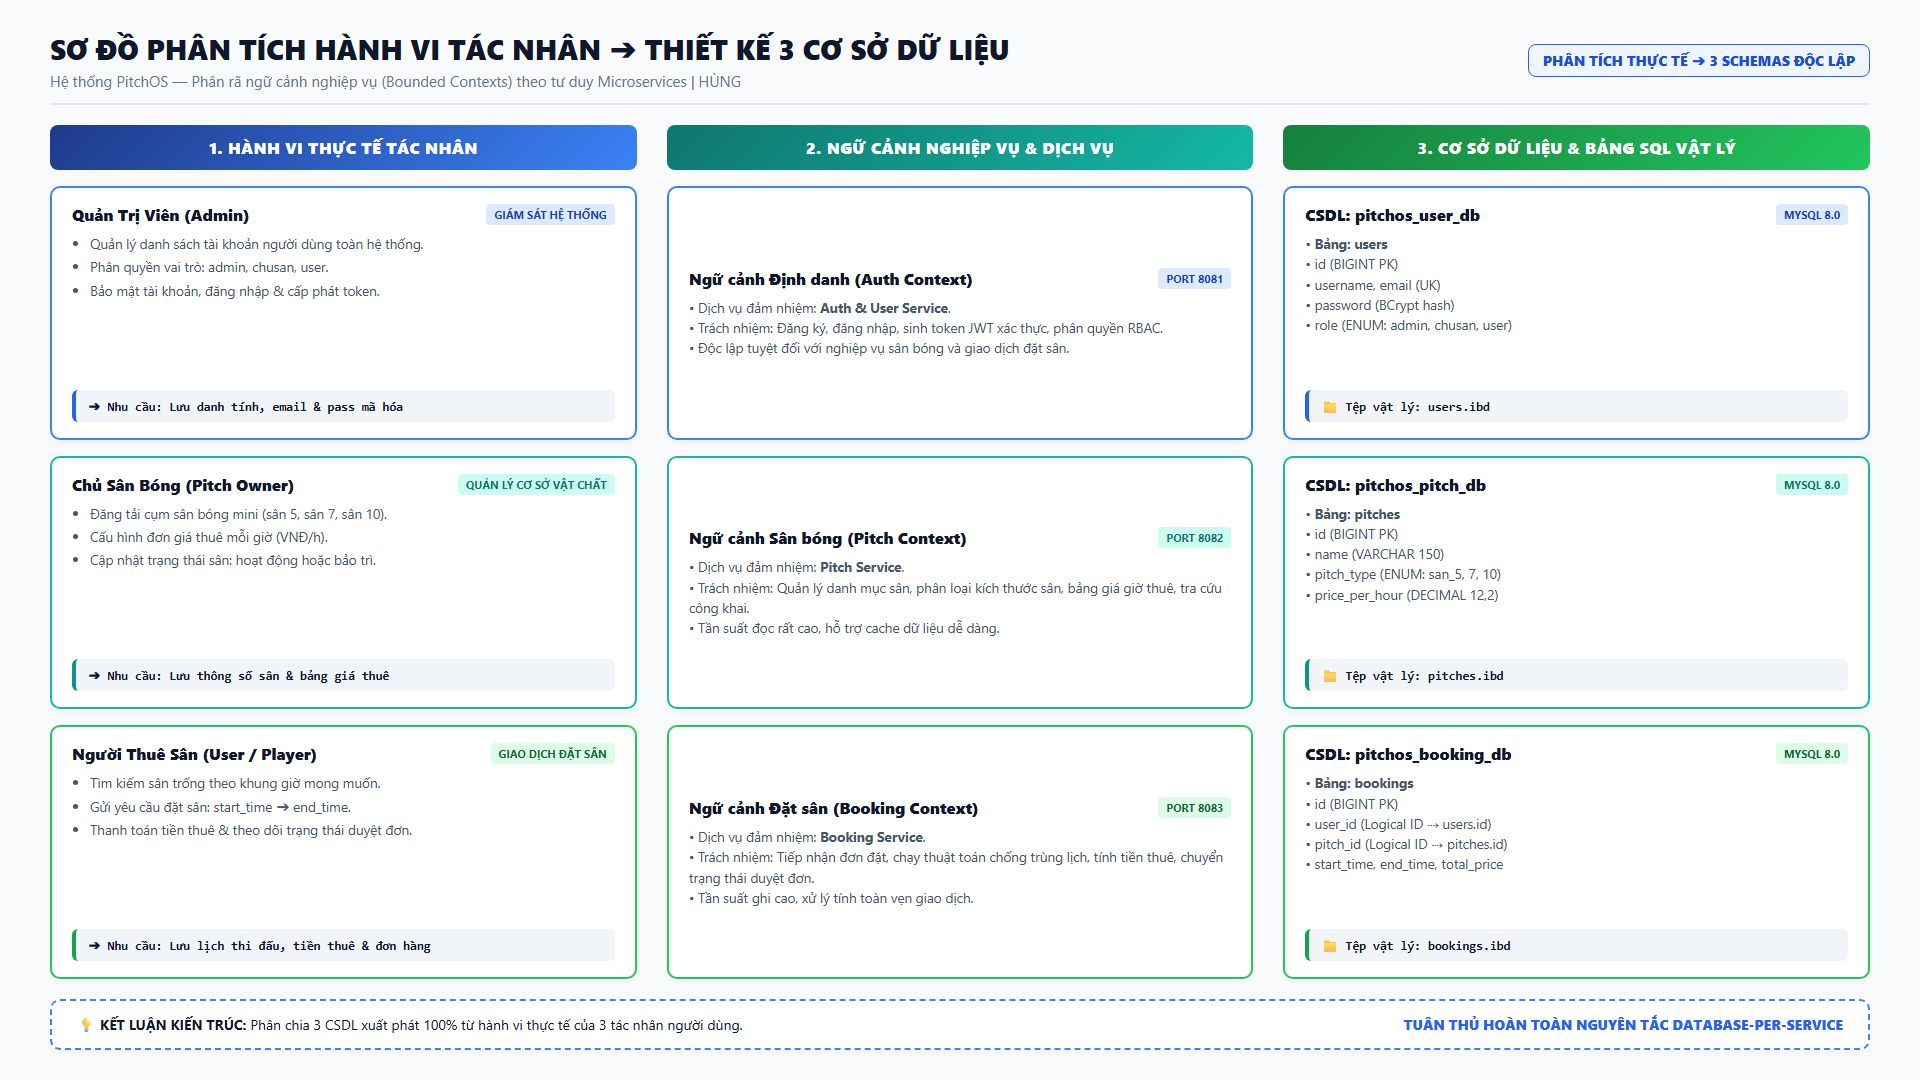 SƠ ĐỒ PHÂN TÍCH HÀNH VI TÁC NHÂN ➔ THIẾT KẾ 3 CƠ SỞ DỮ LIỆU
Hệ thống PitchOS — Phân rã ngữ cảnh nghiệp vụ (Bounded Contexts) theo tư duy Microservices | HÙNG
PHÂN TÍCH THỰC TẾ ➔ 3 SCHEMAS ĐỘC LẬP
1. HÀNH VI THỰC TẾ TÁC NHÂN
Quản Trị Viên (Admin)
GIÁM SÁT HỆ THỐNG
• Quản lý danh sách tài khoản người dùng toàn hệ thống.
• Phân quyền vai trò: admin, chusan, user.
• Bảo mật tài khoản, đăng nhập & cấp phát token.
➔ Nhu cầu: Lưu danh tính, email & pass mã hóa
Chủ Sân Bóng (Pitch Owner)
QUẢN LÝ CƠ SỞ VẬT CHẤT
• Đăng tải cụm sân bóng mini (sân 5, sân 7, sân 10).
• Cấu hình đơn giá thuê mỗi giờ (VNĐ/h).
• Cập nhật trạng thái sân: hoạt động hoặc bảo trì.
➔ Nhu cầu: Lưu thông số sân & bảng giá thuê
Người Thuê Sân (User / Player)
GIAO DỊCH ĐẶT SÂN
• Tìm kiếm sân trống theo khung giờ mong muốn.
• Gửi yêu cầu đặt sân: start_time ➔ end_time.
• Thanh toán tiền thuê & theo dõi trạng thái duyệt đơn.
➔ Nhu cầu: Lưu lịch thi đấu, tiền thuê & đơn hàng
2. NGỮ CẢNH NGHIỆP VỤ & DỊCH VỤ
Ngữ cảnh Định danh (Auth Context)
PORT 8081
• Dịch vụ đảm nhiệm: Auth & User Service.
• Trách nhiệm: Đăng ký, đăng nhập, sinh token JWT xác thực, phân quyền RBAC.
• Độc lập tuyệt đối với nghiệp vụ sân bóng và giao dịch đặt sân.
Ngữ cảnh Sân bóng (Pitch Context)
PORT 8082
• Dịch vụ đảm nhiệm: Pitch Service.
• Trách nhiệm: Quản lý danh mục sân, phân loại kích thước sân, bảng giá giờ thuê, tra cứu
công khai.
• Tần suất đọc rất cao, hỗ trợ cache dữ liệu dễ dàng.
Ngữ cảnh Đặt sân (Booking Context)
PORT 8083
• Dịch vụ đảm nhiệm: Booking Service.
• Trách nhiệm: Tiếp nhận đơn đặt, chạy thuật toán chống trùng lịch, tính tiền thuê, chuyển
trạng thái duyệt đơn.
• Tần suất ghi cao, xử lý tính toàn vẹn giao dịch.
3. CƠ SỞ DỮ LIỆU & BẢNG SQL VẬT LÝ
CSDL: pitchos_user_db
MYSQL 8.0
• Bảng: users
• id (BIGINT PK)
• username, email (UK)
• password (BCrypt hash)
• role (ENUM: admin, chusan, user)
📁 Tệp vật lý: users.ibd
CSDL: pitchos_pitch_db
MYSQL 8.0
• Bảng: pitches
• id (BIGINT PK)
• name (VARCHAR 150)
• pitch_type (ENUM: san_5, 7, 10)
• price_per_hour (DECIMAL 12,2)
📁 Tệp vật lý: pitches.ibd
CSDL: pitchos_booking_db
MYSQL 8.0
• Bảng: bookings
• id (BIGINT PK)
• user_id (Logical ID ⇢ users.id)
• pitch_id (Logical ID ⇢ pitches.id)
• start_time, end_time, total_price
📁 Tệp vật lý: bookings.ibd
💡 KẾT LUẬN KIẾN TRÚC: Phân chia 3 CSDL xuất phát 100% từ hành vi thực tế của 3 tác nhân người dùng.
TUÂN THỦ HOÀN TOÀN NGUYÊN TẮC DATABASE-PER-SERVICE